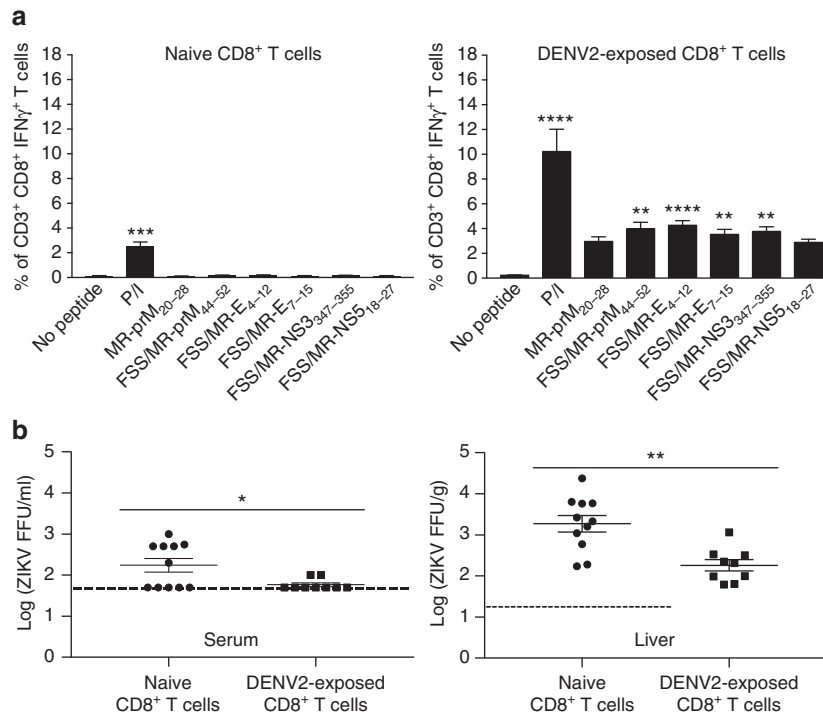 a
Naive CD8⁺ T cells
% of CD3⁺ CD8⁺ IFNγ⁺ T cells
18
16
14
12
10
8
6
4
2
0
***
No peptide
P/I
MR-prM₂₀₋₂₈
FSS/MR-prM₄₄₋₅₂
FSS/MR-E₄₋₁₂
FSS/MR-E₇₋₁₅
FSS/MR-NS3₃₄₇₋₃₅₅
FSS/MR-NS5₁₈₋₂₇
DENV2-exposed CD8⁺ T cells
% of CD3⁺ CD8⁺ IFNγ⁺ T cells
18
16
14
12
10
8
6
4
2
0
****
** **** ** **
No peptide
P/I
MR-prM₂₀₋₂₈
FSS/MR-prM₄₄₋₅₂
FSS/MR-E₄₋₁₂
FSS/MR-E₇₋₁₅
FSS/MR-NS3₃₄₇₋₃₅₅
FSS/MR-NS5₁₈₋₂₇
b
Log (ZIKV FFU/ml)
5
4
3
2
1
0
*
Serum
Naive
CD8⁺ T cells
DENV2-exposed
CD8⁺ T cells
Log (ZIKV FFU/g)
5
4
3
2
1
0
**
Liver
Naive
CD8⁺ T cells
DENV2-exposed
CD8⁺ T cells